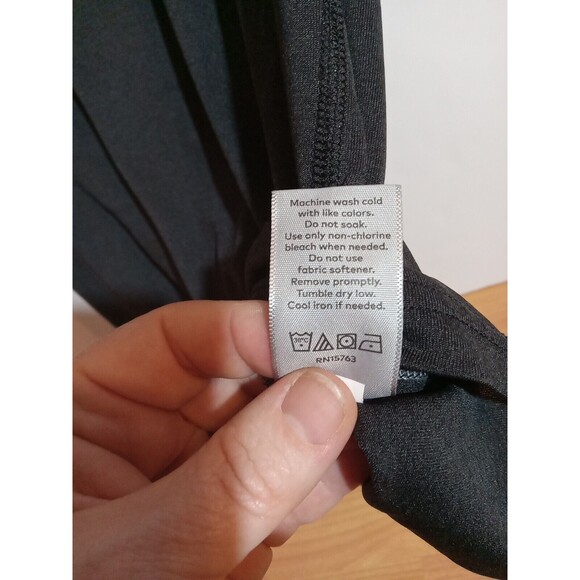 Machine wash cold
with like colors.
Do not soak.
Use only non-chlorine
bleach when needed.
Do not use
fabric softener.
Remove promptly.
Tumble dry low.
Cool iron if needed.
30°C
RN15763